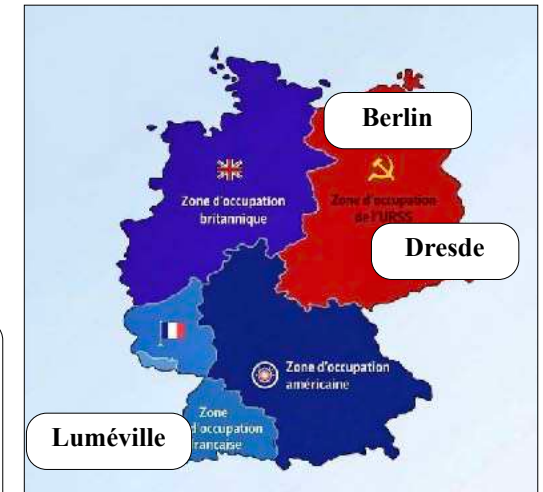 Berlin
Zone d'occupation
britannique
Zone d'occupation
de l'URSS
Dresde
Zone d'occupation
américaine
Zone
d'occupation
française
Luméville